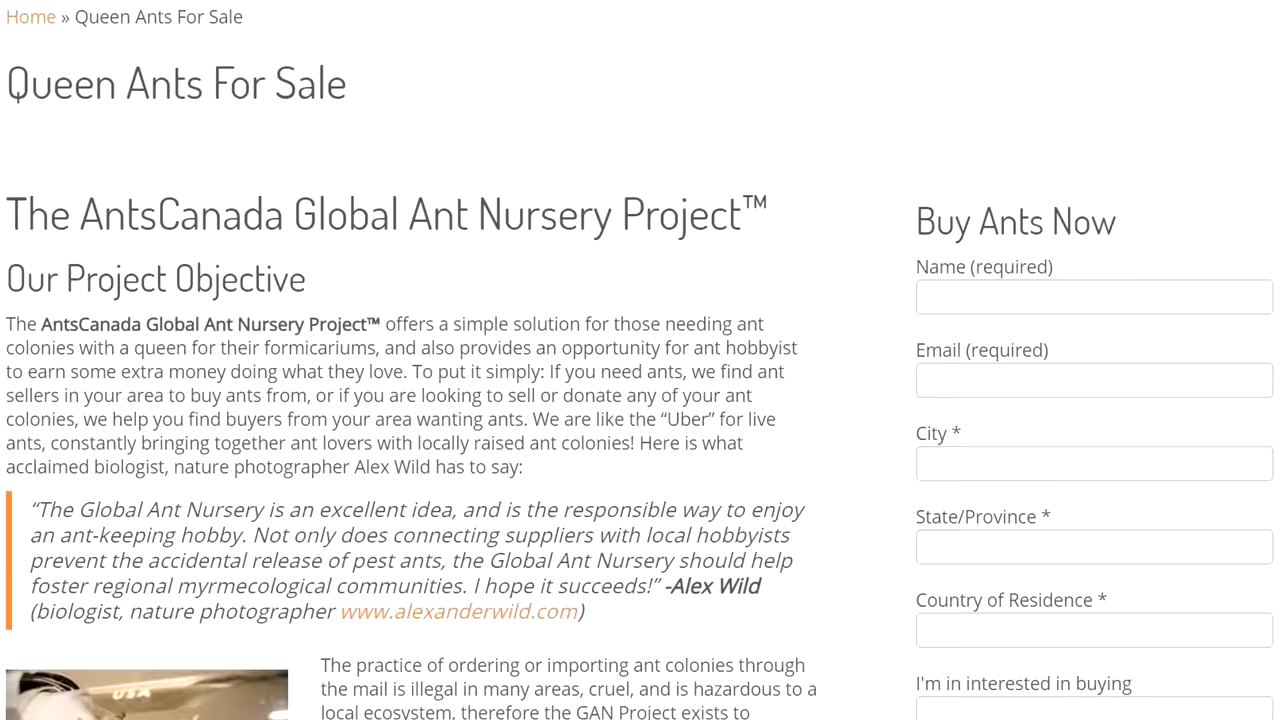 Home » Queen Ants For Sale
Queen Ants For Sale
The AntsCanada Global Ant Nursery Project™
Our Project Objective
The AntsCanada Global Ant Nursery Project™ offers a simple solution for those needing ant
colonies with a queen for their formicariums, and also provides an opportunity for ant hobbyist
to earn some extra money doing what they love. To put it simply: If you need ants, we find ant
sellers in your area to buy ants from, or if you are looking to sell or donate any of your ant
colonies, we help you find buyers from your area wanting ants. We are like the “Uber” for live
ants, constantly bringing together ant lovers with locally raised ant colonies! Here is what
acclaimed biologist, nature photographer Alex Wild has to say:
“The Global Ant Nursery is an excellent idea, and is the responsible way to enjoy
an ant-keeping hobby. Not only does connecting suppliers with local hobbyists
prevent the accidental release of pest ants, the Global Ant Nursery should help
foster regional myrmecological communities. I hope it succeeds!” -Alex Wild
(biologist, nature photographer www.alexanderwild.com)
USA
The practice of ordering or importing ant colonies through
the mail is illegal in many areas, cruel, and is hazardous to a
local ecosystem, therefore the GAN Project exists to
Buy Ants Now
Name (required)
Email (required)
City *
State/Province *
Country of Residence *
I'm in interested in buying